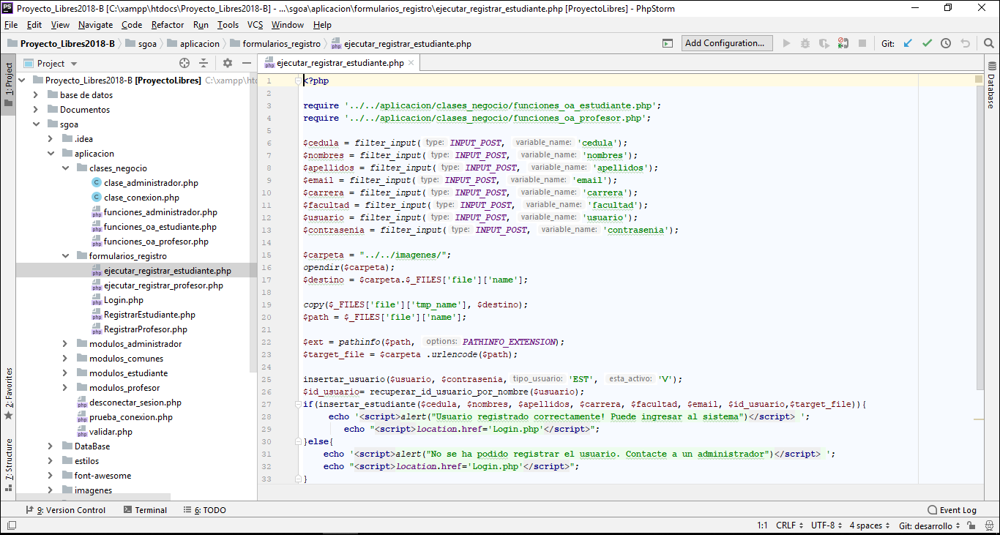 Proyecto_Libres2018-B [C:\xampp\htdocs\Proyecto_Libres2018-B] - ...\sgoa\aplicacion\formularios_registro\ejecutar_registrar_estudiante.php [ProyectoLibres] - PhpStorm
File Edit View Navigate Code Refactor Run Tools VCS Window Help
Proyecto_Libres2018-B sgoa aplicacion formularios_registro ejecutar_registrar_estudiante.php Add Configuration... Git:
1: Project
2: Favorites
7: Structure
Project
Proyecto_Libres2018-B [ProyectoLibres] C:\xampp\htdo
base de datos
Documentos
sgoa
.idea
aplicacion
clases_negocio
clase_administrador.php
clase_conexion.php
funciones_administrador.php
funciones_oa_estudiante.php
funciones_oa_profesor.php
formularios_registro
ejecutar_registrar_estudiante.php
ejecutar_registrar_profesor.php
Login.php
RegistrarEstudiante.php
RegistrarProfesor.php
modulos_administrador
modulos_comunes
modulos_estudiante
modulos_profesor
desconectar_sesion.php
prueba_conexion.php
validar.php
DataBase
estilos
font-awesome
imagenes
ejecutar_registrar_estudiante.php
1 <?php
2
3 require '../../aplicacion/clases_negocio/funciones_oa_estudiante.php';
4 require '../../aplicacion/clases_negocio/funciones_oa_profesor.php';
5
6 $cedula = filter_input( type: INPUT_POST, variable_name: 'cedula');
7 $nombres = filter_input( type: INPUT_POST, variable_name: 'nombres');
8 $apellidos = filter_input( type: INPUT_POST, variable_name: 'apellidos');
9 $email = filter_input( type: INPUT_POST, variable_name: 'email');
10 $carrera = filter_input( type: INPUT_POST, variable_name: 'carrera');
11 $facultad = filter_input( type: INPUT_POST, variable_name: 'facultad');
12 $usuario = filter_input( type: INPUT_POST, variable_name: 'usuario');
13 $contrasenia = filter_input( type: INPUT_POST, variable_name: 'contrasenia');
14
15 $carpeta = "../../imagenes/";
16 opendir($carpeta);
17 $destino = $carpeta.$_FILES['file']['name'];
18
19 copy($_FILES['file']['tmp_name'], $destino);
20 $path = $_FILES['file']['name'];
21
22 $ext = pathinfo($path, options: PATHINFO_EXTENSION);
23 $target_file = $carpeta .urlencode($path);
24
25 insertar_usuario($usuario, $contrasenia, tipo_usuario: 'EST', esta_activo: 'V');
26 $id_usuario= recuperar_id_usuario_por_nombre($usuario);
27 if(insertar_estudiante($cedula, $nombres, $apellidos, $carrera, $facultad, $email, $id_usuario,$target_file)){
28 echo '<script>alert("Usuario registrado correctamente! Puede ingresar al sistema")</script> ';
29 echo "<script>location.href='Login.php'</script>";
30 }else{
31 echo '<script>alert("No se ha podido registrar el usuario. Contacte a un administrador")</script> ';
32 echo "<script>location.href='Login.php'</script>";
33 }
Database
9: Version Control Terminal 6: TODO Event Log
1:1 CRLF UTF-8 4 spaces Git: desarrollo